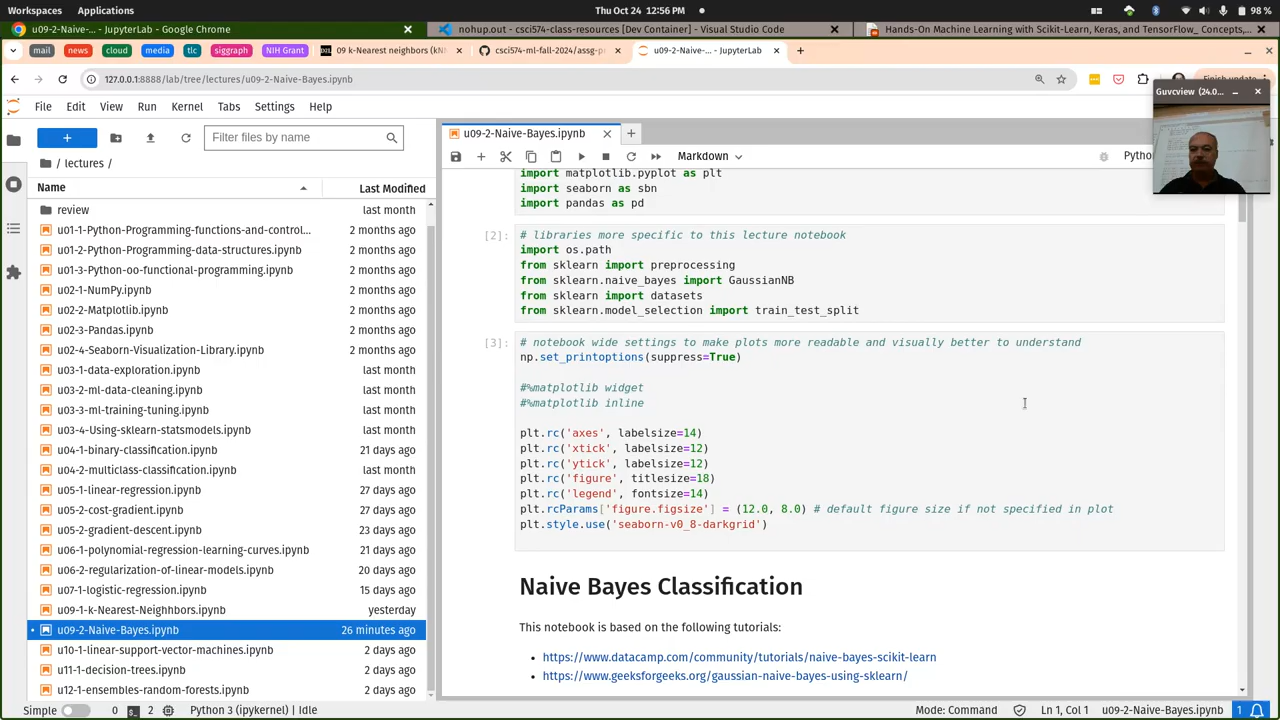 Workspaces Applications Thu Oct 24 12:56 PM 98 %
u09-2-Naive-... - JupyterLab - Google Chrome
nohup.out - csci574-class-resources [Dev Container] - Visual Studio Code
Hands-On Machine Learning with Scikit-Learn, Keras, and TensorFlow_ Concepts,...
mail news cloud media tlc siggraph NIH Grant
09 k-Nearest neighbors (kN
csci574-ml-fall-2024/assg-p
u09-2-Naive-Bayes.ipynb
127.0.0.1:8888/lab/tree/lectures/u09-2-Naive-Bayes.ipynb
Finish update
Guvcview (24.0...
File Edit View Run Kernel Tabs Settings Help
Filter files by name
/ lectures /
Name Last Modified
review last month
u01-1-Python-Programming-functions-and-control... 2 months ago
u01-2-Python-Programming-data-structures.ipynb 2 months ago
u01-3-Python-oo-functional-programming.ipynb 2 months ago
u02-1-NumPy.ipynb 2 months ago
u02-2-Matplotlib.ipynb 2 months ago
u02-3-Pandas.ipynb 2 months ago
u02-4-Seaborn-Visualization-Library.ipynb 2 months ago
u03-1-data-exploration.ipynb last month
u03-2-ml-data-cleaning.ipynb last month
u03-3-ml-training-tuning.ipynb last month
u03-4-Using-sklearn-statsmodels.ipynb last month
u04-1-binary-classification.ipynb 21 days ago
u04-2-multiclass-classification.ipynb last month
u05-1-linear-regression.ipynb 27 days ago
u05-2-cost-gradient.ipynb 27 days ago
u05-2-gradient-descent.ipynb 23 days ago
u06-1-polynomial-regression-learning-curves.ipynb 21 days ago
u06-2-regularization-of-linear-models.ipynb 20 days ago
u07-1-logistic-regression.ipynb 15 days ago
u09-1-k-Nearest-Neighhbors.ipynb yesterday
u09-2-Naive-Bayes.ipynb 26 minutes ago
u10-1-linear-support-vector-machines.ipynb 2 days ago
u11-1-decision-trees.ipynb 2 days ago
u12-1-ensembles-random-forests.ipynb 2 days ago
u09-2-Naive-Bayes.ipynb
Markdown
Python
import matplotlib.pyplot as plt
import seaborn as sbn
import pandas as pd
[2]: # libraries more specific to this lecture notebook
import os.path
from sklearn import preprocessing
from sklearn.naive_bayes import GaussianNB
from sklearn import datasets
from sklearn.model_selection import train_test_split
[3]: # notebook wide settings to make plots more readable and visually better to understand
np.set_printoptions(suppress=True)
#%matplotlib widget
#%matplotlib inline
plt.rc('axes', labelsize=14)
plt.rc('xtick', labelsize=12)
plt.rc('ytick', labelsize=12)
plt.rc('figure', titlesize=18)
plt.rc('legend', fontsize=14)
plt.rcParams['figure.figsize'] = (12.0, 8.0) # default figure size if not specified in plot
plt.style.use('seaborn-v0_8-darkgrid')
Naive Bayes Classification
This notebook is based on the following tutorials:
https://www.datacamp.com/community/tutorials/naive-bayes-scikit-learn
https://www.geeksforgeeks.org/gaussian-naive-bayes-using-sklearn/
Simple 0 2 Python 3 (ipykernel) | Idle Mode: Command Ln 1, Col 1 u09-2-Naive-Bayes.ipynb 1